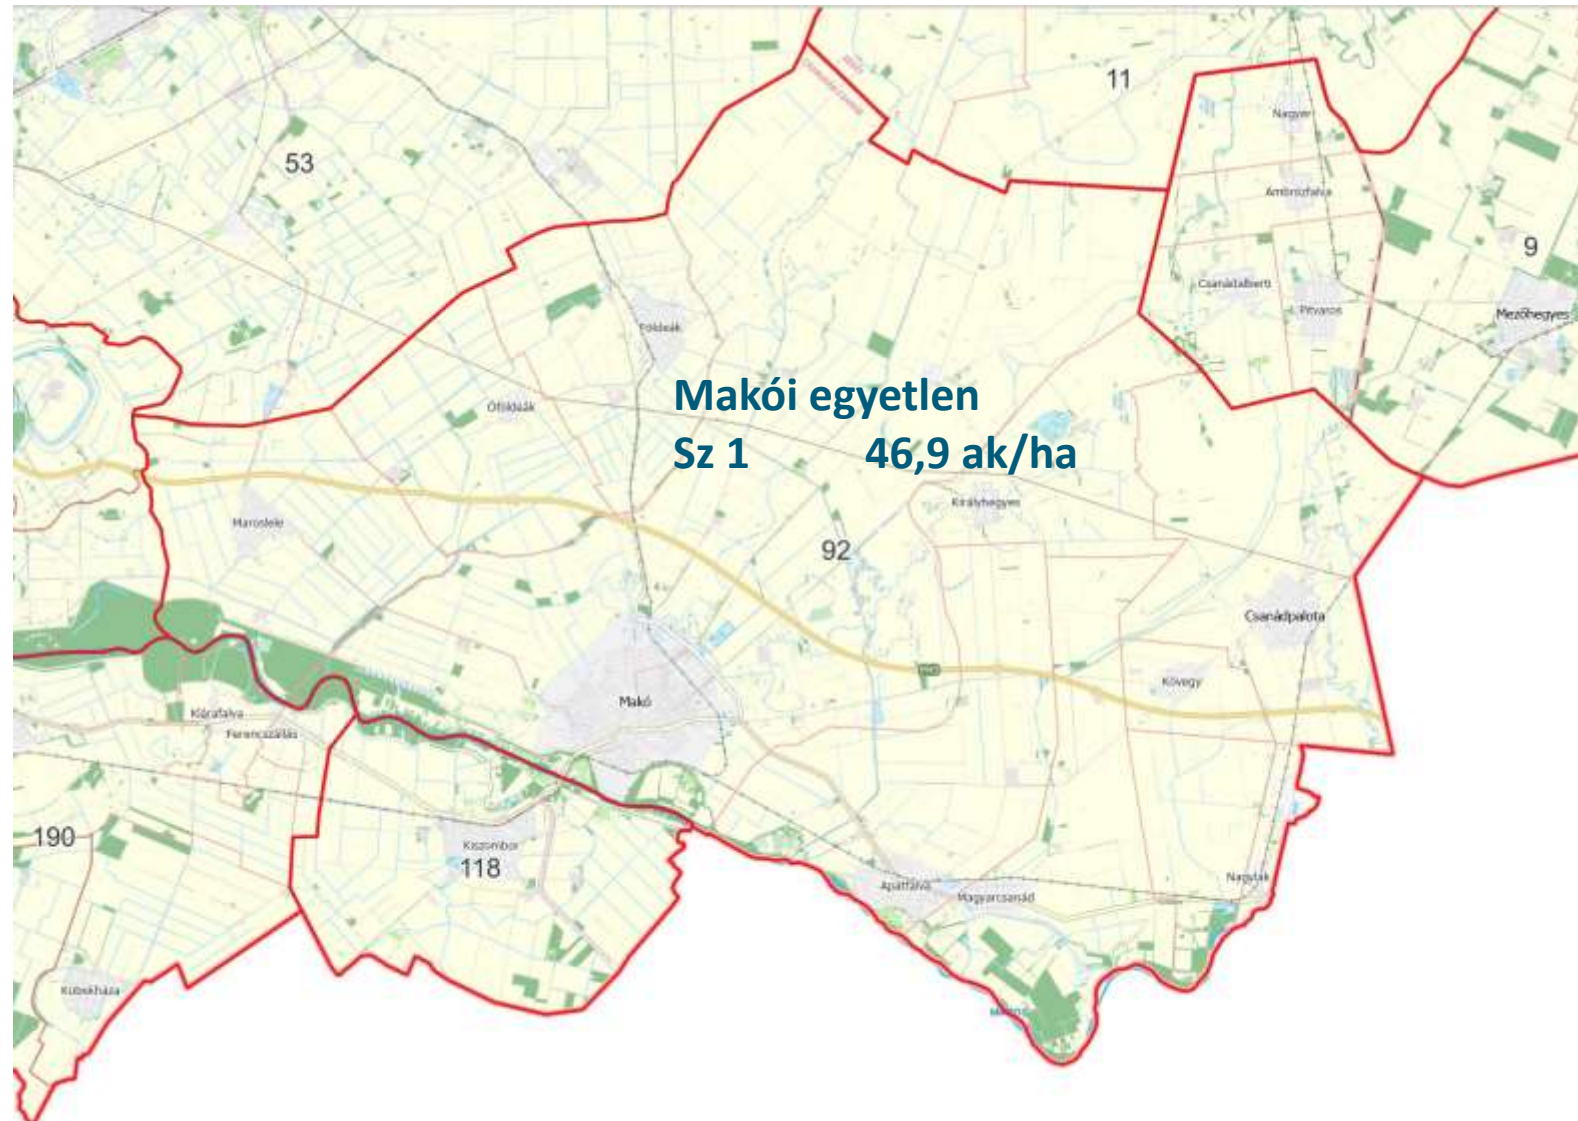 11
Nagyér
53
Ambrózfalva
9
Csanádalberti
Pitvaros
Mezőhegyes
Földeák
Makói egyetlen
Óföldeák
Sz 1 46,9 ak/ha
Királyhegyes
Maroslele
92
Csanádpalota
Kövegy
Makó
Klárafalva
Ferencszállás
190
Kiszombor
118
Nagylak
Apátfalva
Magyarcsanád
Kübekháza